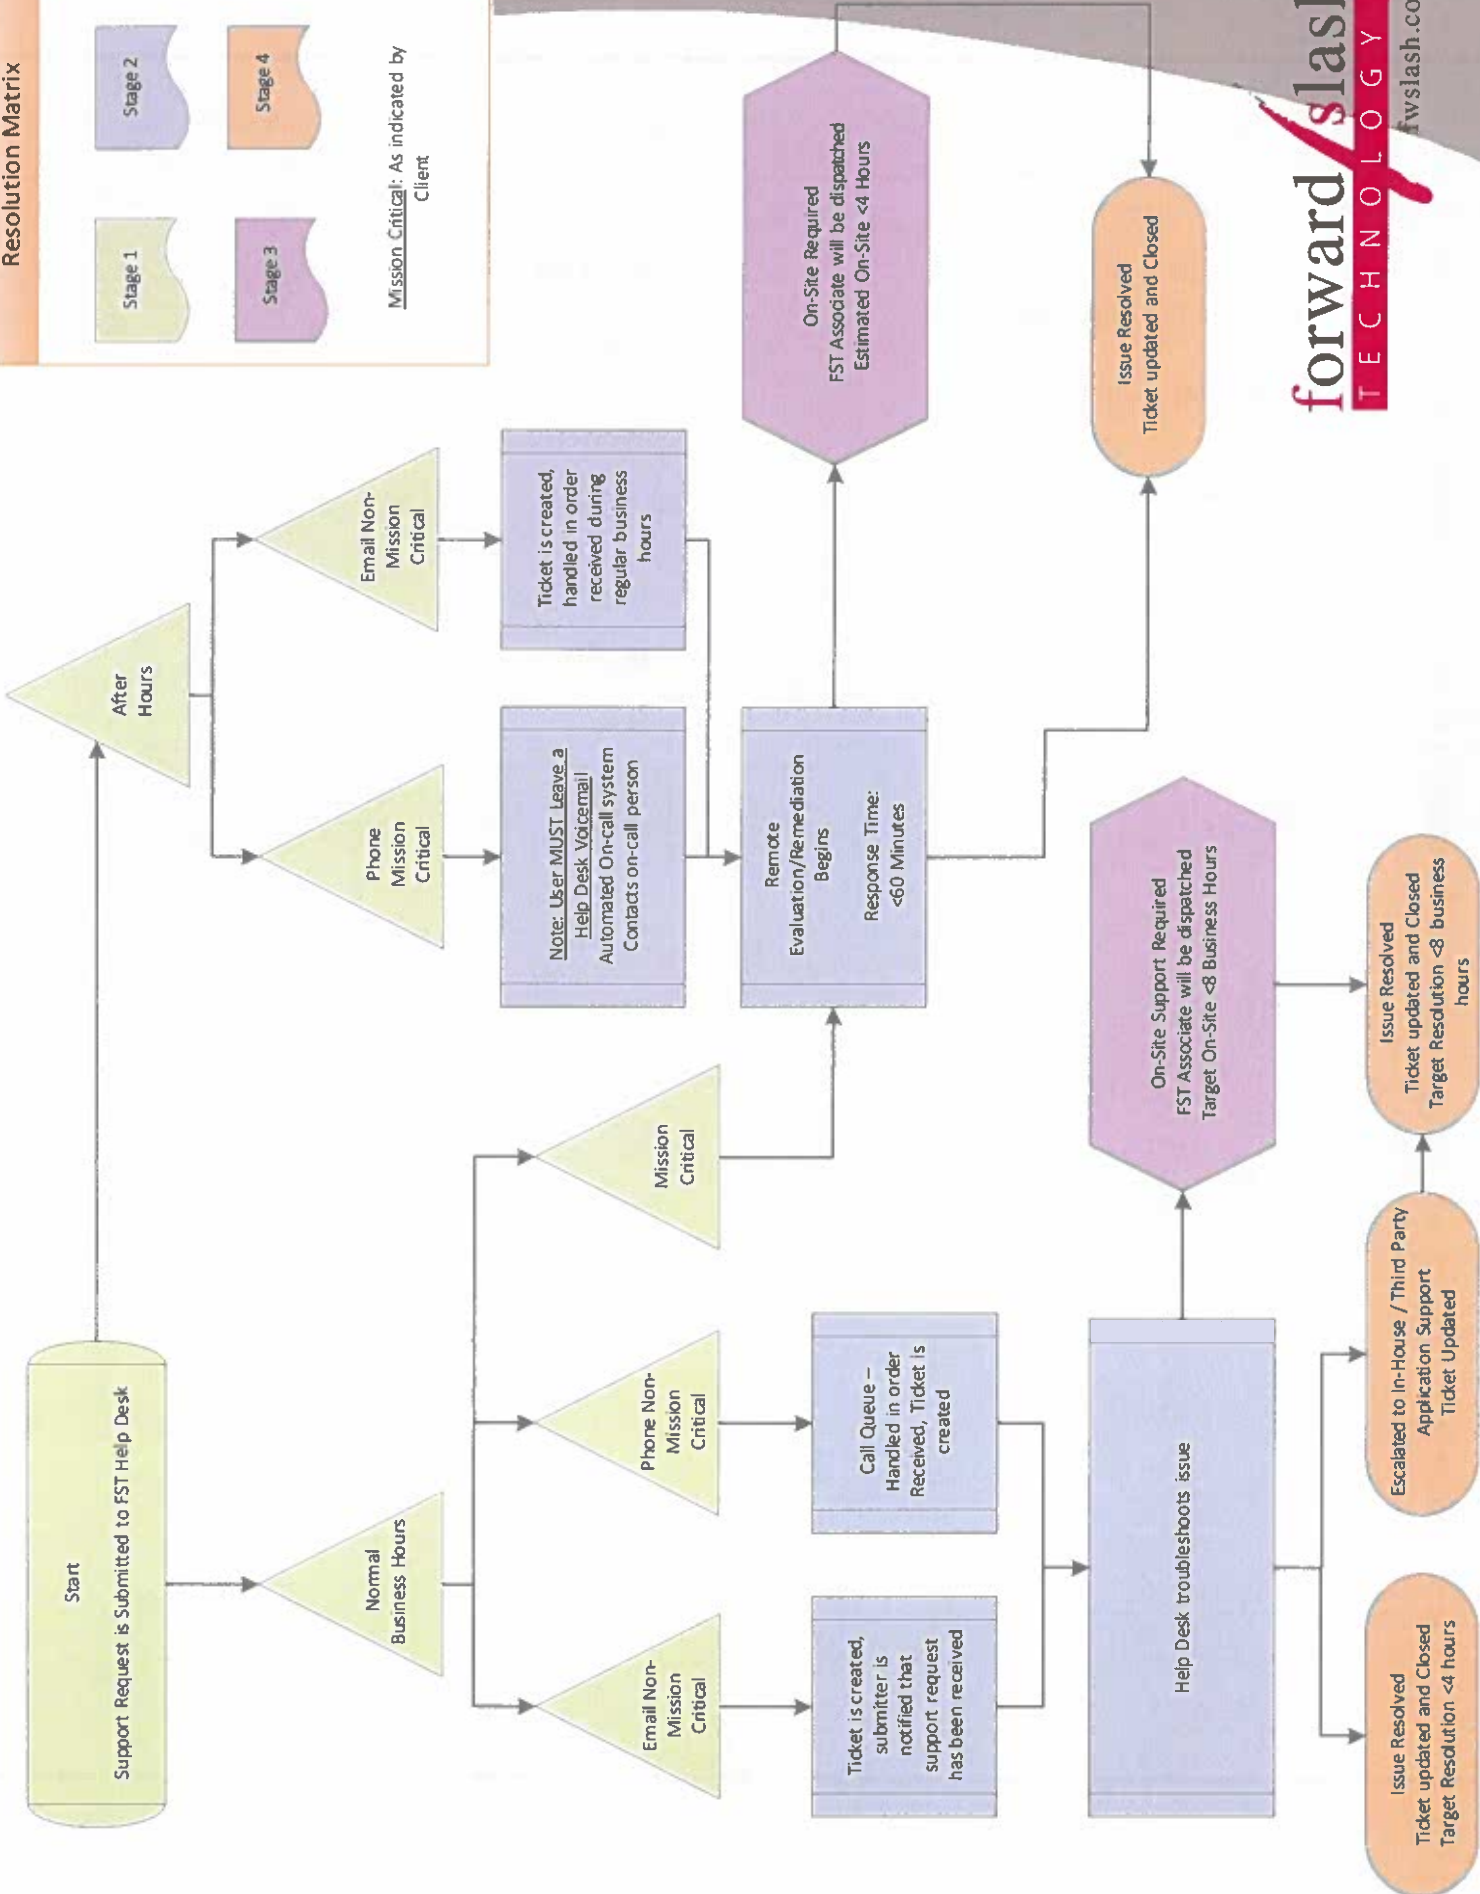 Resolution Matrix
Stage 1
Stage 2
Stage 3
Stage 4
Mission Critical: As indicated by
Client
Start
Support Request is Submitted to FST Help Desk
After
Hours
Normal
Business Hours
Phone
Mission
Critical
Email Non-
Mission
Critical
Email Non-
Mission
Critical
Phone Non-
Mission
Critical
Mission
Critical
Note: User MUST Leave a
Help Desk Voicemail
Automated On-call system
Contacts on-call person
Ticket is created,
handled in order
received during
regular business
hours
Ticket is created,
submitter is
notified that
support request
has been received
Call Queue –
Handled in order
Received, Ticket is
created
Remote
Evaluation/Remediation
Begins
Response Time:
<60 Minutes
On-Site Required
FST Associate will be dispatched
Estimated On-Site <4 Hours
Help Desk troubleshoots issue
On-Site Support Required
FST Associate will be dispatched
Target On-Site <8 Business Hours
Issue Resolved
Ticket updated and Closed
Issue Resolved
Ticket updated and Closed
Target Resolution <4 hours
Escalated to In-House / Third Party
Application Support
Ticket Updated
Issue Resolved
Ticket updated and Closed
Target Resolution <8 business
hours
forward slash
TECHNOLOGY
fwslash.co